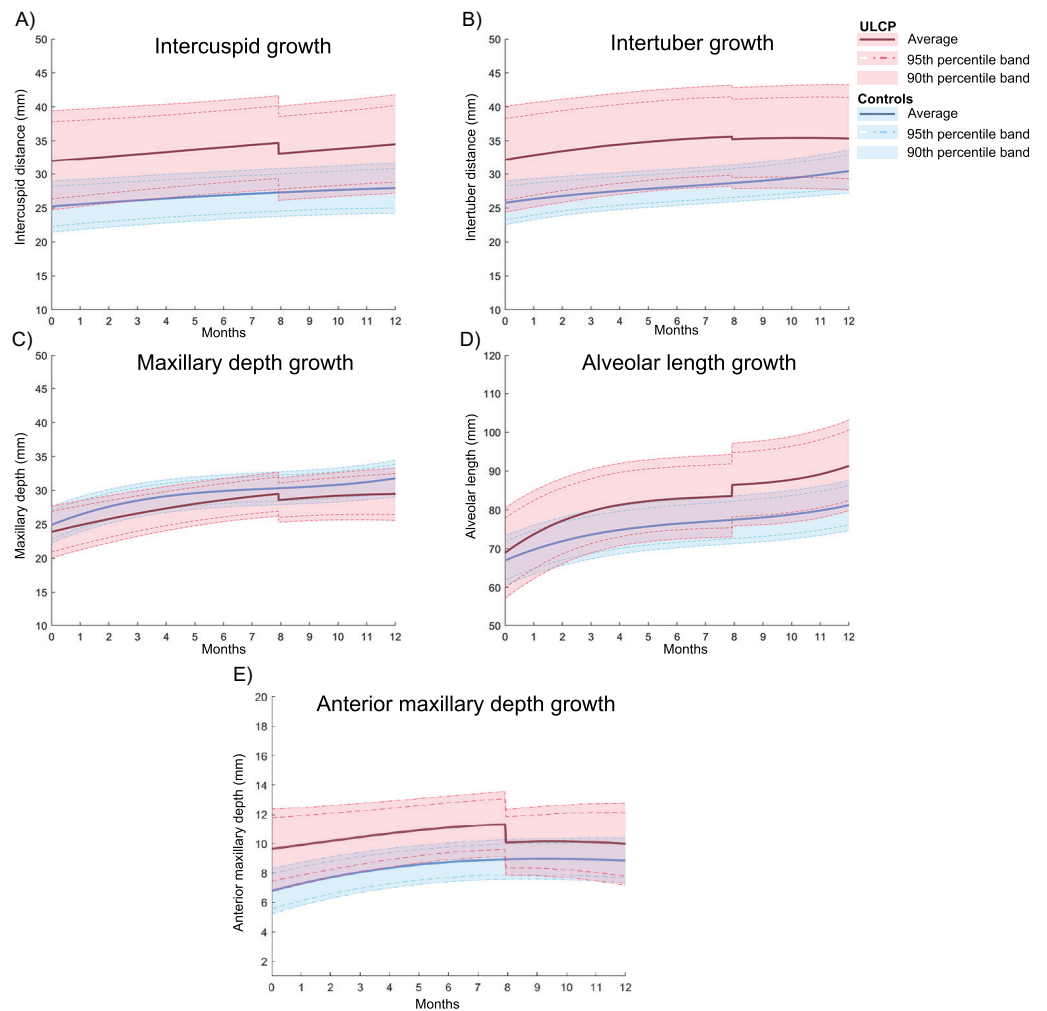 A)
Intercuspid growth
50
45
40
35
30
25
20
15
10
Intercuspid distance (mm)
0 1 2 3 4 5 6 7 8 9 10 11 12
Months
B)
Intertuber growth
50
45
40
35
30
25
20
15
10
Intertuber distance (mm)
0 1 2 3 4 5 6 7 8 9 10 11 12
Months
ULCP
Average
95th percentile band
90th percentile band
Controls
Average
95th percentile band
90th percentile band
C)
Maxillary depth growth
50
45
40
35
30
25
20
15
10
Maxillary depth (mm)
0 1 2 3 4 5 6 7 8 9 10 11 12
Months
D)
Alveolar length growth
120
110
100
90
80
70
60
50
Alveolar length (mm)
0 1 2 3 4 5 6 7 8 9 10 11 12
Months
E)
Anterior maxillary depth growth
20
18
16
14
12
10
8
6
4
2
Anterior maxillary depth (mm)
0 1 2 3 4 5 6 7 8 9 10 11 12
Months